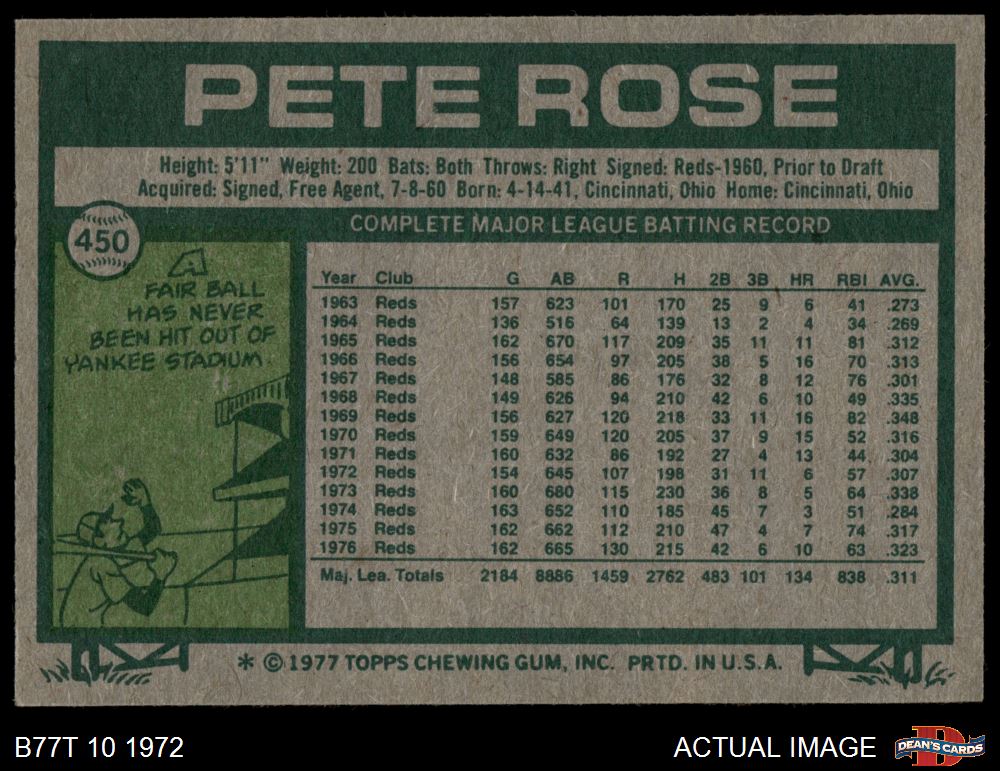 PETE ROSE
Height: 5'11" Weight: 200 Bats: Both Throws: Right Signed: Reds-1960, Prior to Draft
Acquired: Signed, Free Agent, 7-8-60 Born: 4-14-41, Cincinnati, Ohio Home: Cincinnati, Ohio
450
COMPLETE MAJOR LEAGUE BATTING RECORD
A
FAIR BALL
HAS NEVER
BEEN HIT OUT OF
YANKEE STADIUM.
Year Club G AB R H 2B 3B HR RBI AVG.
1963 Reds 157 623 101 170 25 9 6 41 .273
1964 Reds 136 516 64 139 13 2 4 34 .269
1965 Reds 162 670 117 209 35 11 11 81 .312
1966 Reds 156 654 97 205 38 5 16 70 .313
1967 Reds 148 585 86 176 32 8 12 76 .301
1968 Reds 149 626 94 210 42 6 10 49 .335
1969 Reds 156 627 120 218 33 11 16 82 .348
1970 Reds 159 649 120 205 37 9 15 52 .316
1971 Reds 160 632 86 192 27 4 13 44 .304
1972 Reds 154 645 107 198 31 11 6 57 .307
1973 Reds 160 680 115 230 36 8 5 64 .338
1974 Reds 163 652 110 185 45 7 3 51 .284
1975 Reds 162 662 112 210 47 4 7 74 .317
1976 Reds 162 665 130 215 42 6 10 63 .323
Maj. Lea. Totals 2184 8886 1459 2762 483 101 134 838 .311
* © 1977 TOPPS CHEWING GUM, INC. PRTD. IN U.S.A.
B77T 10 1972
ACTUAL IMAGE
DEAN'S CARDS